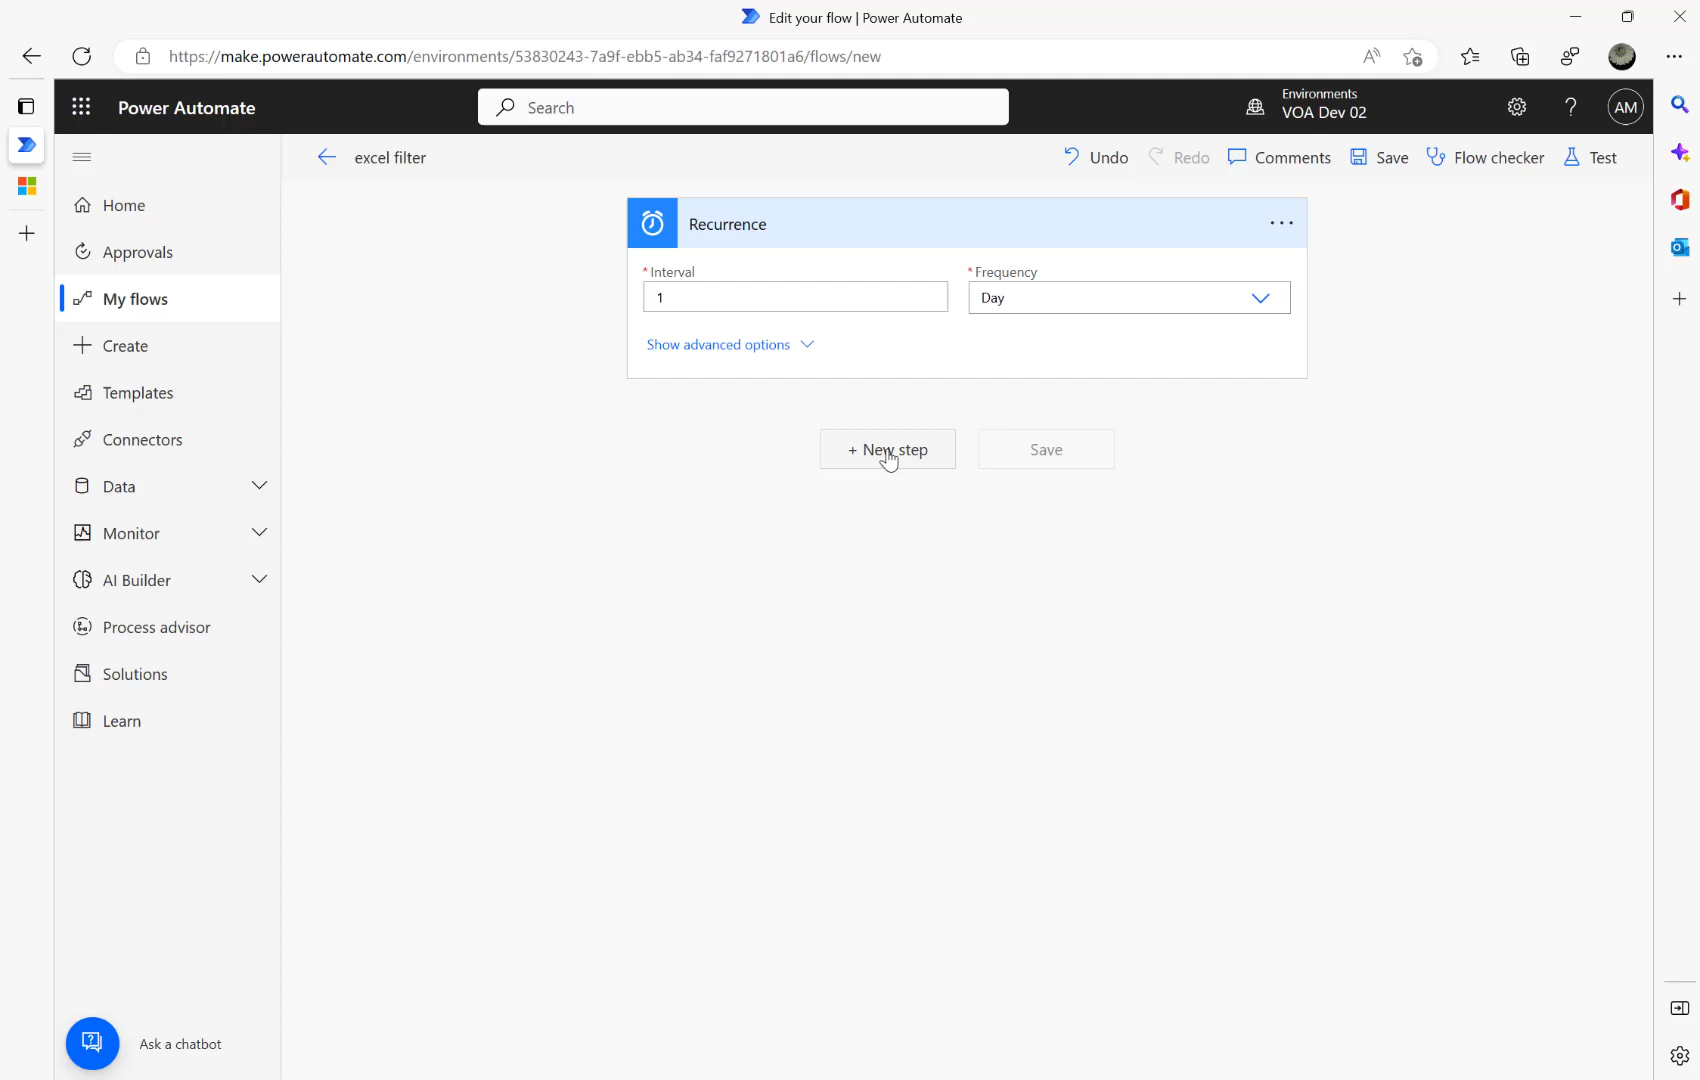 Edit your flow | Power Automate
https://make.powerautomate.com/environments/53830243-7a9f-ebb5-ab34-faf9271801a6/flows/new
Power Automate
Search
Environments
VOA Dev 02
AM
excel filter
Undo
Redo
Comments
Save
Flow checker
Test
Home
Approvals
My flows
Create
Templates
Connectors
Data
Monitor
AI Builder
Process advisor
Solutions
Learn
Ask a chatbot
Recurrence
* Interval
* Frequency
1
Day
Show advanced options
+ New step
Save